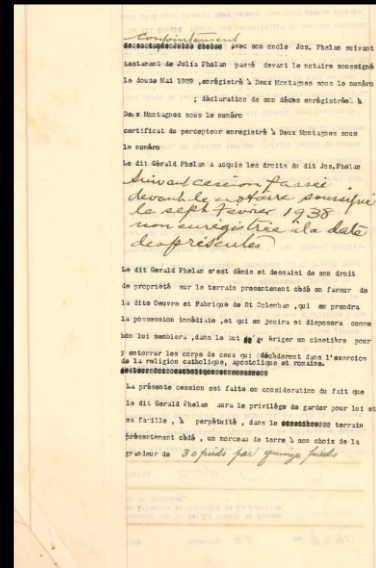 Conjointement
avec son oncle Jos. Phelan suivant
testament de Julia Phelan passé devant le notaire soussigné
le douze Mai 1929 ,enrégistré à Deux Montagnes sous le numéro
; déclaration de son décès enrégistréeà à
Deux Montagnes sous le numéro
certificat du percepteur enregistré à Deux Montagnes sous
le numéro
Le dit Gérald Phelan a acquis les droits du dit Jos.Phelan
Suivant cession passée
devant le notaire soussigné
le sept Fevrier 1938
non enregistrée à la date
des présentes
Le dit Gerald Phelan s'est démis et dessaisi de son droit
de propriété sur le terrain présentement cédé en faveur de
la dite Oeuvre et Fabrique de St Colomban ,qui en prendra
la possession immédiate ,et qui en jouira et disposera comme
bon lui semblera ,dans le but d'y ériger un cimetière pour
y enterrer les corps de ceux qui décèderont dans l'exercice
de la religion catholique, apostolique et romaine.
La présente cession est faite en consideration du fait que
le dit Gerald Phelan aura le privilège de garder pour lui et
sa famille , à perpétuité , dans le terrain
présentement cédé , un morceau de terre à son choix de la
grandeur de 30 pieds par quinze pieds